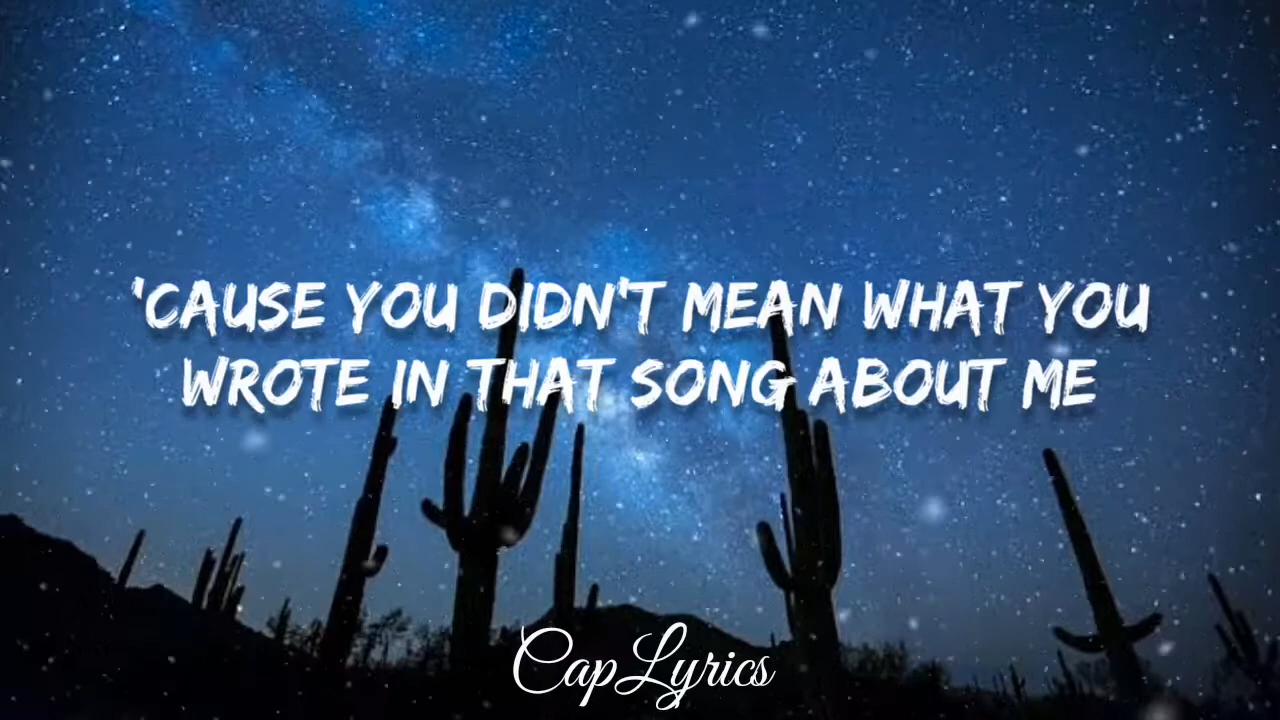 'CAUSE YOU DIDN'T MEAN WHAT YOU
WROTE IN THAT SONG ABOUT ME
CapLyrics